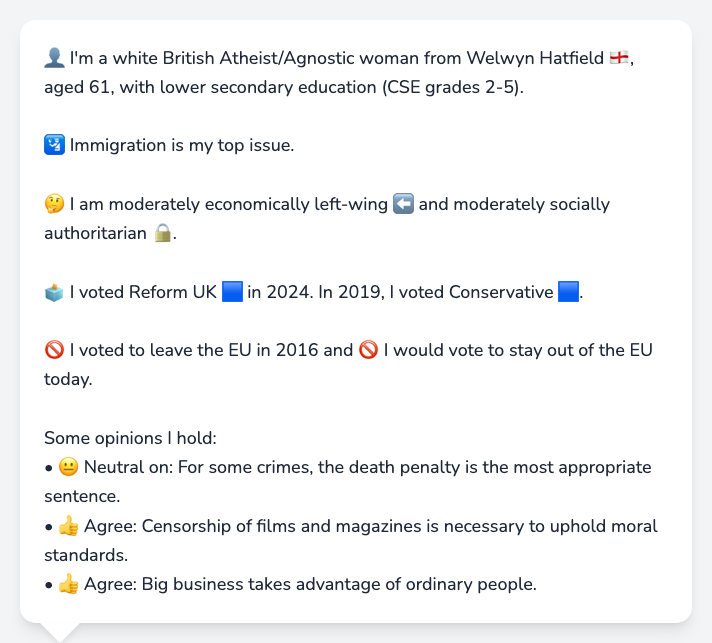 👤 I'm a white British Atheist/Agnostic woman from Welwyn Hatfield 🏴󠁧󠁢󠁥󠁮󠁧󠁿,
aged 61, with lower secondary education (CSE grades 2-5).
🛂 Immigration is my top issue.
🤔 I am moderately economically left-wing ⬅️ and moderately socially
authoritarian 🔒.
🗳️ I voted Reform UK 🟦 in 2024. In 2019, I voted Conservative 🟦.
🚫 I voted to leave the EU in 2016 and 🚫 I would vote to stay out of the EU
today.
Some opinions I hold:
• 😐 Neutral on: For some crimes, the death penalty is the most appropriate
sentence.
• 👍 Agree: Censorship of films and magazines is necessary to uphold moral
standards.
• 👍 Agree: Big business takes advantage of ordinary people.